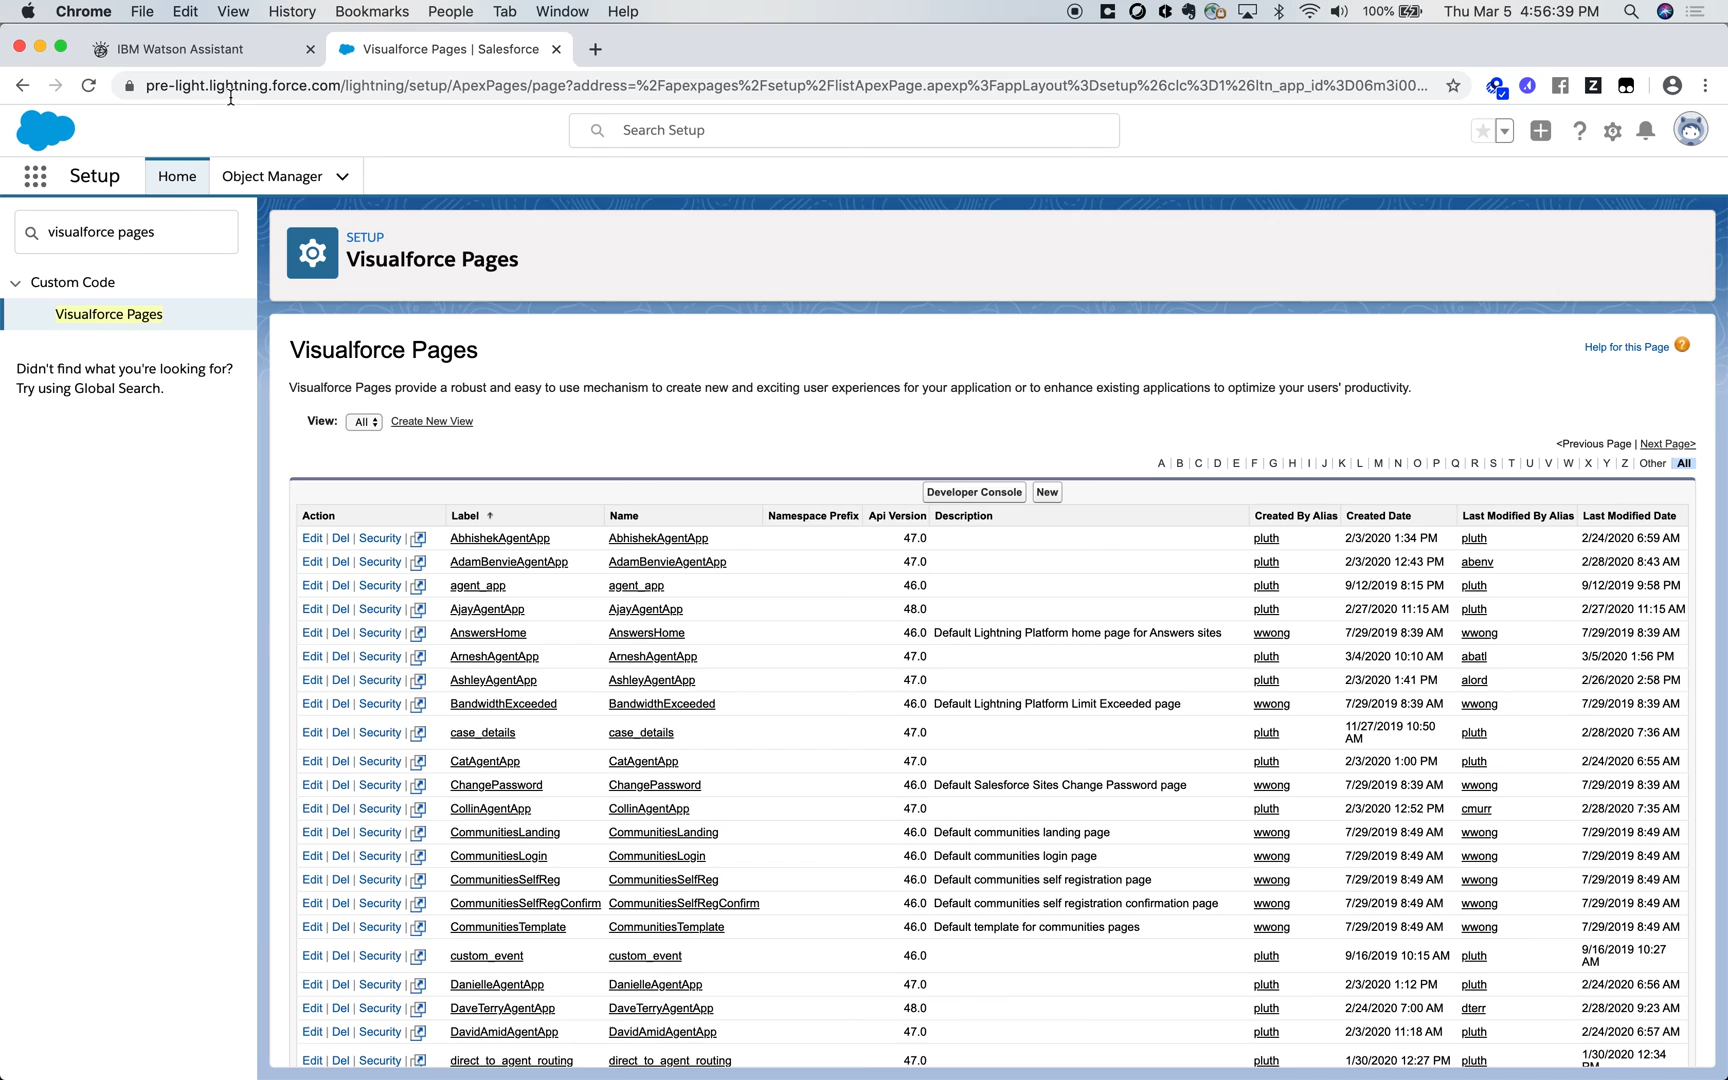 Chrome File Edit View History Bookmarks People Tab Window Help 100% Thu Mar 5 4:56:39 PM
IBM Watson Assistant Visualforce Pages | Salesforce
pre-light.lightning.force.com/lightning/setup/ApexPages/page?address=%2Fapexpages%2Fsetup%2FlistApexPage.apexp%3FappLayout%3Dsetup%26clc%3D1%26ltn_app_id%3D06m3i00...
Search Setup
Setup Home Object Manager
visualforce pages
Custom Code
Visualforce Pages
Didn't find what you're looking for?
Try using Global Search.
SETUP
Visualforce Pages
Visualforce Pages
Help for this Page ?
Visualforce Pages provide a robust and easy to use mechanism to create new and exciting user experiences for your application or to enhance existing applications to optimize your users' productivity.
View: All Create New View
<Previous Page | Next Page>
A | B | C | D | E | F | G | H | I | J | K | L | M | N | O | P | Q | R | S | T | U | V | W | X | Y | Z | Other All
Developer Console New
Action Label Name Namespace Prefix Api Version Description Created By Alias Created Date Last Modified By Alias Last Modified Date
Edit | Del | Security | AbhishekAgentApp AbhishekAgentApp 47.0 pluth 2/3/2020 1:34 PM pluth 2/24/2020 6:59 AM
Edit | Del | Security | AdamBenvieAgentApp AdamBenvieAgentApp 47.0 pluth 2/3/2020 12:43 PM abenv 2/28/2020 8:43 AM
Edit | Del | Security | agent_app agent_app 46.0 pluth 9/12/2019 8:15 PM pluth 9/12/2019 9:58 PM
Edit | Del | Security | AjayAgentApp AjayAgentApp 48.0 pluth 2/27/2020 11:15 AM pluth 2/27/2020 11:15 AM
Edit | Del | Security | AnswersHome AnswersHome 46.0 Default Lightning Platform home page for Answers sites wwong 7/29/2019 8:39 AM wwong 7/29/2019 8:39 AM
Edit | Del | Security | ArneshAgentApp ArneshAgentApp 47.0 pluth 3/4/2020 10:10 AM abatl 3/5/2020 1:56 PM
Edit | Del | Security | AshleyAgentApp AshleyAgentApp 47.0 pluth 2/3/2020 1:41 PM alord 2/26/2020 2:58 PM
Edit | Del | Security | BandwidthExceeded BandwidthExceeded 46.0 Default Lightning Platform Limit Exceeded page wwong 7/29/2019 8:39 AM wwong 7/29/2019 8:39 AM
Edit | Del | Security | case_details case_details 47.0 pluth 11/27/2019 10:50 AM pluth 2/28/2020 7:36 AM
Edit | Del | Security | CatAgentApp CatAgentApp 47.0 pluth 2/3/2020 1:00 PM pluth 2/24/2020 6:55 AM
Edit | Del | Security | ChangePassword ChangePassword 46.0 Default Salesforce Sites Change Password page wwong 7/29/2019 8:39 AM wwong 7/29/2019 8:39 AM
Edit | Del | Security | CollinAgentApp CollinAgentApp 47.0 pluth 2/3/2020 12:52 PM cmurr 2/28/2020 7:35 AM
Edit | Del | Security | CommunitiesLanding CommunitiesLanding 46.0 Default communities landing page wwong 7/29/2019 8:49 AM wwong 7/29/2019 8:49 AM
Edit | Del | Security | CommunitiesLogin CommunitiesLogin 46.0 Default communities login page wwong 7/29/2019 8:49 AM wwong 7/29/2019 8:49 AM
Edit | Del | Security | CommunitiesSelfReg CommunitiesSelfReg 46.0 Default communities self registration page wwong 7/29/2019 8:49 AM wwong 7/29/2019 8:49 AM
Edit | Del | Security | CommunitiesSelfRegConfirm CommunitiesSelfRegConfirm 46.0 Default communities self registration confirmation page wwong 7/29/2019 8:49 AM wwong 7/29/2019 8:49 AM
Edit | Del | Security | CommunitiesTemplate CommunitiesTemplate 46.0 Default template for communities pages wwong 7/29/2019 8:49 AM wwong 7/29/2019 8:49 AM
Edit | Del | Security | custom_event custom_event 46.0 pluth 9/16/2019 10:15 AM pluth 9/16/2019 10:27 AM
Edit | Del | Security | DanielleAgentApp DanielleAgentApp 47.0 pluth 2/3/2020 1:12 PM pluth 2/24/2020 6:56 AM
Edit | Del | Security | DaveTerryAgentApp DaveTerryAgentApp 48.0 pluth 2/24/2020 7:00 AM dterr 2/28/2020 9:23 AM
Edit | Del | Security | DavidAmidAgentApp DavidAmidAgentApp 47.0 pluth 2/3/2020 11:18 AM pluth 2/24/2020 6:57 AM
Edit | Del | Security | direct_to_agent_routing direct_to_agent_routing 47.0 pluth 1/30/2020 12:27 PM pluth 1/30/2020 12:34 PM